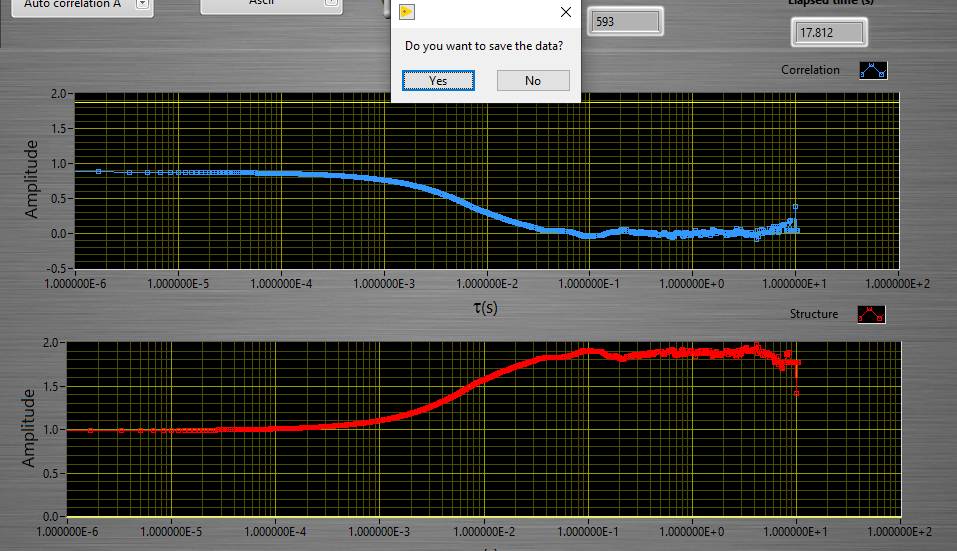 Auto correlation A
Ascii
Do you want to save the data?
Yes
No
593
Elapsed time (s)
17.812
Correlation
Amplitude
2.0
1.5
1.0
0.5
0.0
-0.5
1.000000E-6 1.000000E-5 1.000000E-4 1.000000E-3 1.000000E-2 1.000000E-1 1.000000E+0 1.000000E+1 1.000000E+2
τ(s)
Structure
Amplitude
2.0
1.5
1.0
0.5
0.0
1.000000E-6 1.000000E-5 1.000000E-4 1.000000E-3 1.000000E-2 1.000000E-1 1.000000E+0 1.000000E+1 1.000000E+2